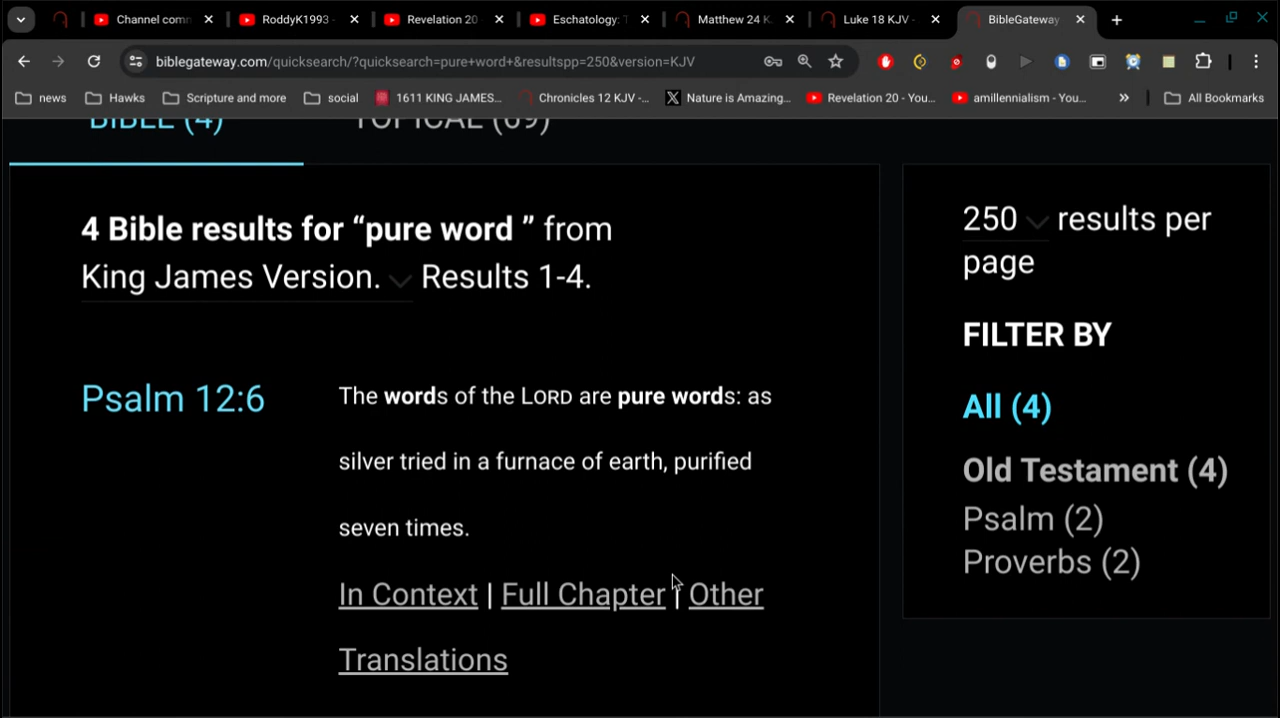 Channel comm
RoddyK1993 -
Revelation 20 -
Eschatology: T
Matthew 24 K
Luke 18 KJV -
BibleGateway
biblegateway.com/quicksearch/?quicksearch=pure+word+&resultspp=250&version=KJV
news
Hawks
Scripture and more
social
1611 KING JAMES...
Chronicles 12 KJV -...
X Nature is Amazing...
Revelation 20 - You...
amillennialism - You...
»
All Bookmarks
BIBLE (4)
TOPICAL (69)
4 Bible results for “pure word ” from
King James Version. Results 1-4.
Psalm 12:6
The words of the LORD are pure words: as
silver tried in a furnace of earth, purified
seven times.
In Context | Full Chapter | Other
Translations
250 results per
page
FILTER BY
All (4)
Old Testament (4)
Psalm (2)
Proverbs (2)